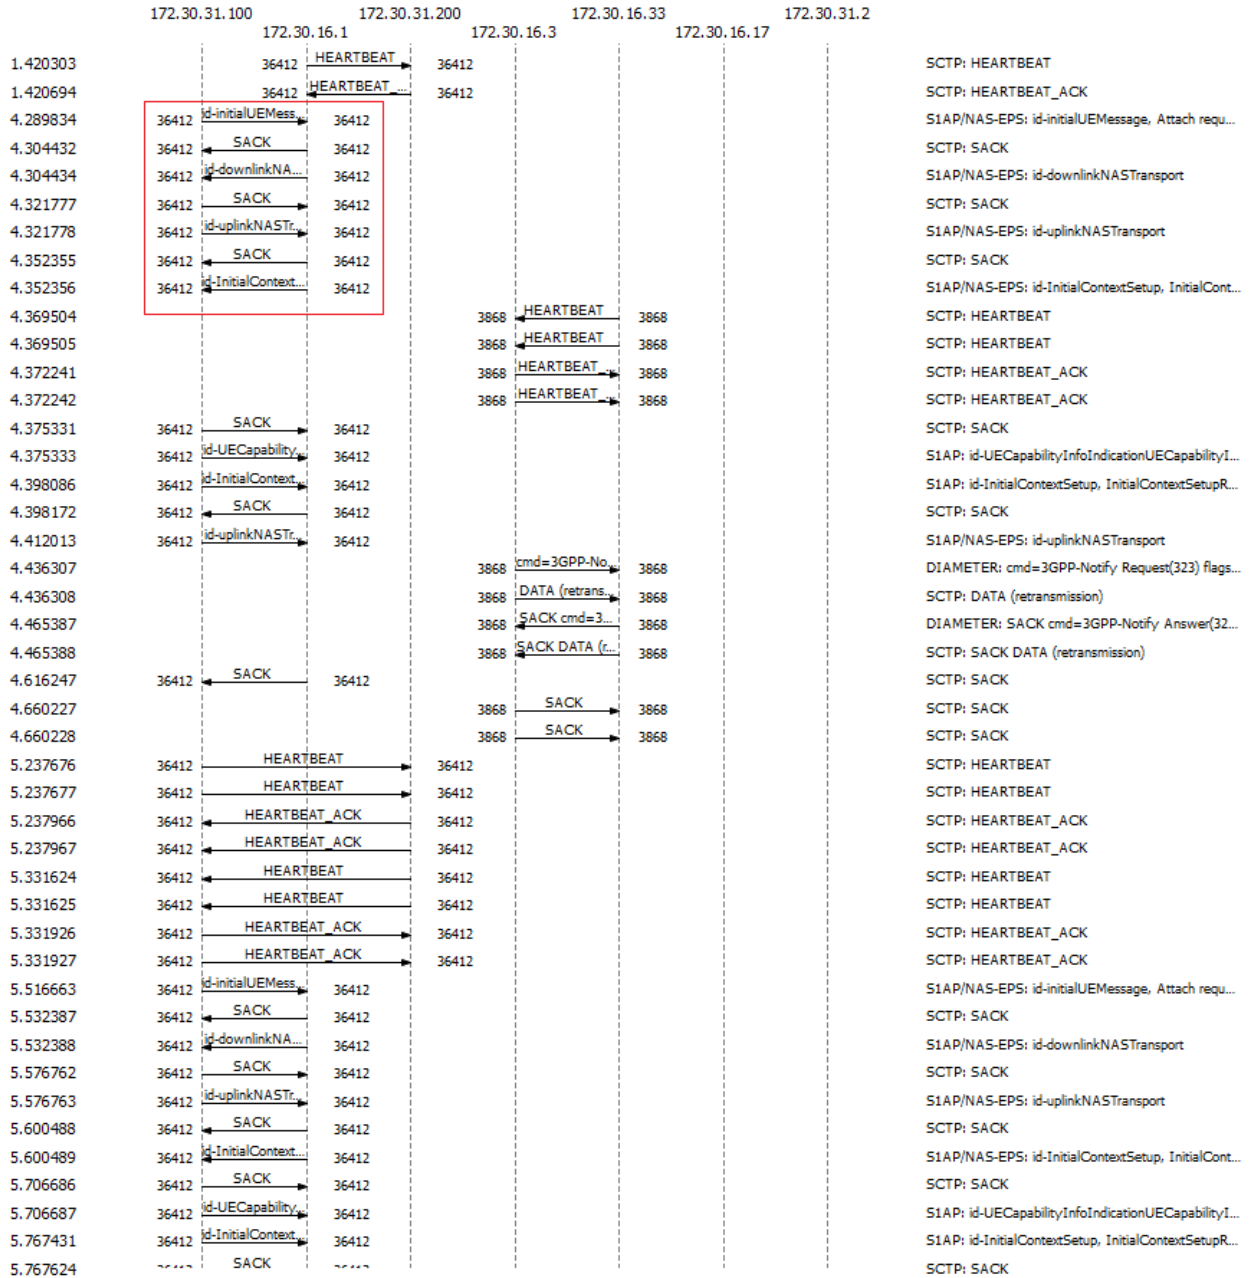 172.30.31.100 172.30.31.200 172.30.16.33 172.30.31.2
172.30.16.1 172.30.16.3 172.30.16.17
1.420303 36412 HEARTBEAT 36412 SCTP: HEARTBEAT
1.420694 36412 HEARTBEAT_... 36412 SCTP: HEARTBEAT_ACK
4.289834 36412 id-initialUEMess... 36412 S1AP/NAS-EPS: id-initialUEMessage, Attach requ...
4.304432 36412 SACK 36412 SCTP: SACK
4.304434 36412 id-downlinkNA... 36412 S1AP/NAS-EPS: id-downlinkNASTransport
4.321777 36412 SACK 36412 SCTP: SACK
4.321778 36412 id-uplinkNASTr... 36412 S1AP/NAS-EPS: id-uplinkNASTransport
4.352355 36412 SACK 36412 SCTP: SACK
4.352356 36412 id-InitialContext... 36412 S1AP/NAS-EPS: id-InitialContextSetup, InitialCont...
4.369504 3868 HEARTBEAT 3868 SCTP: HEARTBEAT
4.369505 3868 HEARTBEAT 3868 SCTP: HEARTBEAT
4.372241 3868 HEARTBEAT_... 3868 SCTP: HEARTBEAT_ACK
4.372242 3868 HEARTBEAT_... 3868 SCTP: HEARTBEAT_ACK
4.375331 36412 SACK 36412 SCTP: SACK
4.375333 36412 id-UECapability... 36412 S1AP: id-UECapabilityInfoIndicationUECapabilityI...
4.398086 36412 id-InitialContext... 36412 S1AP: id-InitialContextSetup, InitialContextSetupR...
4.398172 36412 SACK 36412 SCTP: SACK
4.412013 36412 id-uplinkNASTr... 36412 S1AP/NAS-EPS: id-uplinkNASTransport
4.436307 3868 cmd=3GPP-No... 3868 DIAMETER: cmd=3GPP-Notify Request(323) flags...
4.436308 3868 DATA (retrans... 3868 SCTP: DATA (retransmission)
4.465387 3868 SACK cmd=3... 3868 DIAMETER: SACK cmd=3GPP-Notify Answer(32...
4.465388 3868 SACK DATA (r... 3868 SCTP: SACK DATA (retransmission)
4.616247 36412 SACK 36412 SCTP: SACK
4.660227 3868 SACK 3868 SCTP: SACK
4.660228 3868 SACK 3868 SCTP: SACK
5.237676 36412 HEARTBEAT 36412 SCTP: HEARTBEAT
5.237677 36412 HEARTBEAT 36412 SCTP: HEARTBEAT
5.237966 36412 HEARTBEAT_ACK 36412 SCTP: HEARTBEAT_ACK
5.237967 36412 HEARTBEAT_ACK 36412 SCTP: HEARTBEAT_ACK
5.331624 36412 HEARTBEAT 36412 SCTP: HEARTBEAT
5.331625 36412 HEARTBEAT 36412 SCTP: HEARTBEAT
5.331926 36412 HEARTBEAT_ACK 36412 SCTP: HEARTBEAT_ACK
5.331927 36412 HEARTBEAT_ACK 36412 SCTP: HEARTBEAT_ACK
5.516663 36412 id-initialUEMess... 36412 S1AP/NAS-EPS: id-initialUEMessage, Attach requ...
5.532387 36412 SACK 36412 SCTP: SACK
5.532388 36412 id-downlinkNA... 36412 S1AP/NAS-EPS: id-downlinkNASTransport
5.576762 36412 SACK 36412 SCTP: SACK
5.576763 36412 id-uplinkNASTr... 36412 S1AP/NAS-EPS: id-uplinkNASTransport
5.600488 36412 SACK 36412 SCTP: SACK
5.600489 36412 id-InitialContext... 36412 S1AP/NAS-EPS: id-InitialContextSetup, InitialCont...
5.706686 36412 SACK 36412 SCTP: SACK
5.706687 36412 id-UECapability... 36412 S1AP: id-UECapabilityInfoIndicationUECapabilityI...
5.767431 36412 id-InitialContext... 36412 S1AP: id-InitialContextSetup, InitialContextSetupR...
5.767624 SACK SCTP: SACK